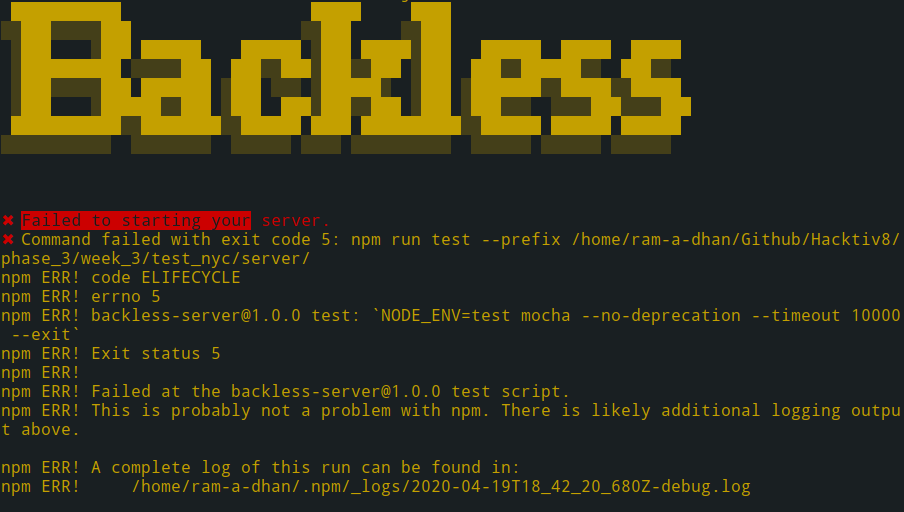 Backless
✖ Failed to starting your server.
✖ Command failed with exit code 5: npm run test --prefix /home/ram-a-dhan/Github/Hacktiv8/
phase_3/week_3/test_nyc/server/
npm ERR! code ELIFECYCLE
npm ERR! errno 5
npm ERR! backless-server@1.0.0 test: `NODE_ENV=test mocha --no-deprecation --timeout 10000
 --exit`
npm ERR! Exit status 5
npm ERR!
npm ERR! Failed at the backless-server@1.0.0 test script.
npm ERR! This is probably not a problem with npm. There is likely additional logging outpu
t above.
npm ERR! A complete log of this run can be found in:
npm ERR!     /home/ram-a-dhan/.npm/_logs/2020-04-19T18_42_20_680Z-debug.log